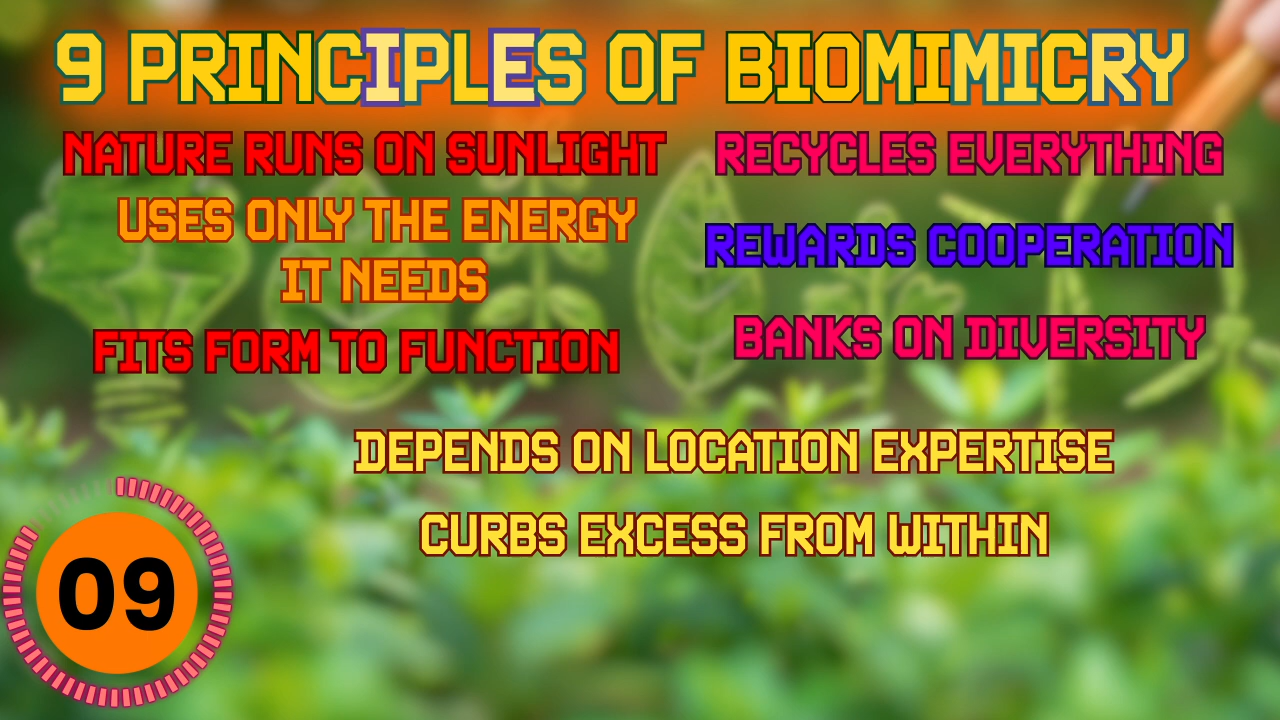 9 PRINCIPLES OF BIOMIMICRY
NATURE RUNS ON SUNLIGHT
USES ONLY THE ENERGY
IT NEEDS
FITS FORM TO FUNCTION
RECYCLES EVERYTHING
REWARDS COOPERATION
BANKS ON DIVERSITY
DEPENDS ON LOCATION EXPERTISE
CURBS EXCESS FROM WITHIN
09